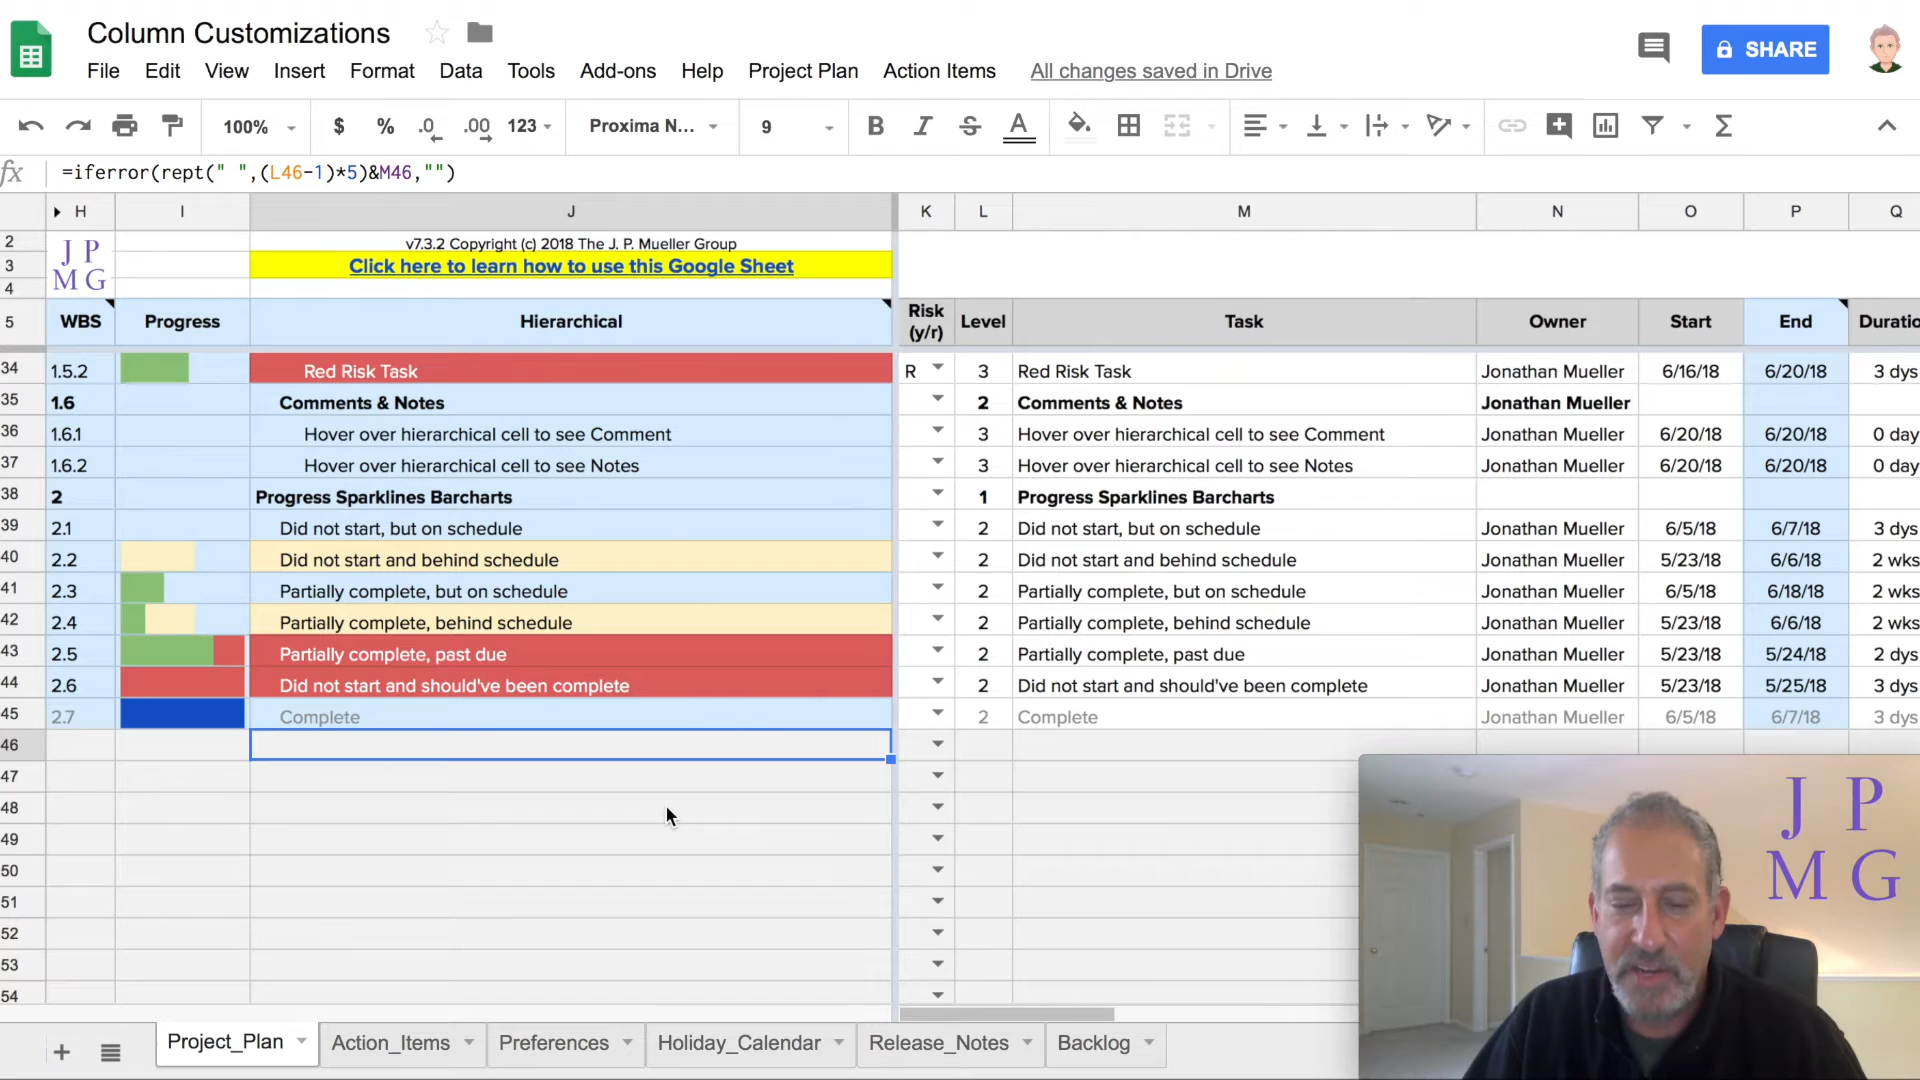 Column Customizations
File Edit View Insert Format Data Tools Add-ons Help Project Plan Action Items All changes saved in Drive
SHARE
100% $ % .0 .00 123 Proxima N... 9 B I S A
fx =iferror(rept(" ",(L46-1)*5)&M46,"")
H I J K L M N O P Q
2 v7.3.2 Copyright (c) 2018 The J. P. Mueller Group
J P
3 Click here to learn how to use this Google Sheet
M G
4
5 WBS Progress Hierarchical Risk (y/r) Level Task Owner Start End Duratio
34 1.5.2 Red Risk Task R 3 Red Risk Task Jonathan Mueller 6/16/18 6/20/18 3 dys
35 1.6 Comments & Notes 2 Comments & Notes Jonathan Mueller
36 1.6.1 Hover over hierarchical cell to see Comment 3 Hover over hierarchical cell to see Comment Jonathan Mueller 6/20/18 6/20/18 0 day
37 1.6.2 Hover over hierarchical cell to see Notes 3 Hover over hierarchical cell to see Notes Jonathan Mueller 6/20/18 6/20/18 0 day
38 2 Progress Sparklines Barcharts 1 Progress Sparklines Barcharts
39 2.1 Did not start, but on schedule 2 Did not start, but on schedule Jonathan Mueller 6/5/18 6/7/18 3 dys
40 2.2 Did not start and behind schedule 2 Did not start and behind schedule Jonathan Mueller 5/23/18 6/6/18 2 wks
41 2.3 Partially complete, but on schedule 2 Partially complete, but on schedule Jonathan Mueller 6/5/18 6/18/18 2 wks
42 2.4 Partially complete, behind schedule 2 Partially complete, behind schedule Jonathan Mueller 5/23/18 6/6/18 2 wks
43 2.5 Partially complete, past due 2 Partially complete, past due Jonathan Mueller 5/23/18 5/24/18 2 dys
44 2.6 Did not start and should've been complete 2 Did not start and should've been complete Jonathan Mueller 5/23/18 5/25/18 3 dys
45 2.7 Complete 2 Complete Jonathan Mueller 6/5/18 6/7/18 3 dys
46
47
48
49
50
51
52
53
54
J P
M G
Project_Plan Action_Items Preferences Holiday_Calendar Release_Notes Backlog